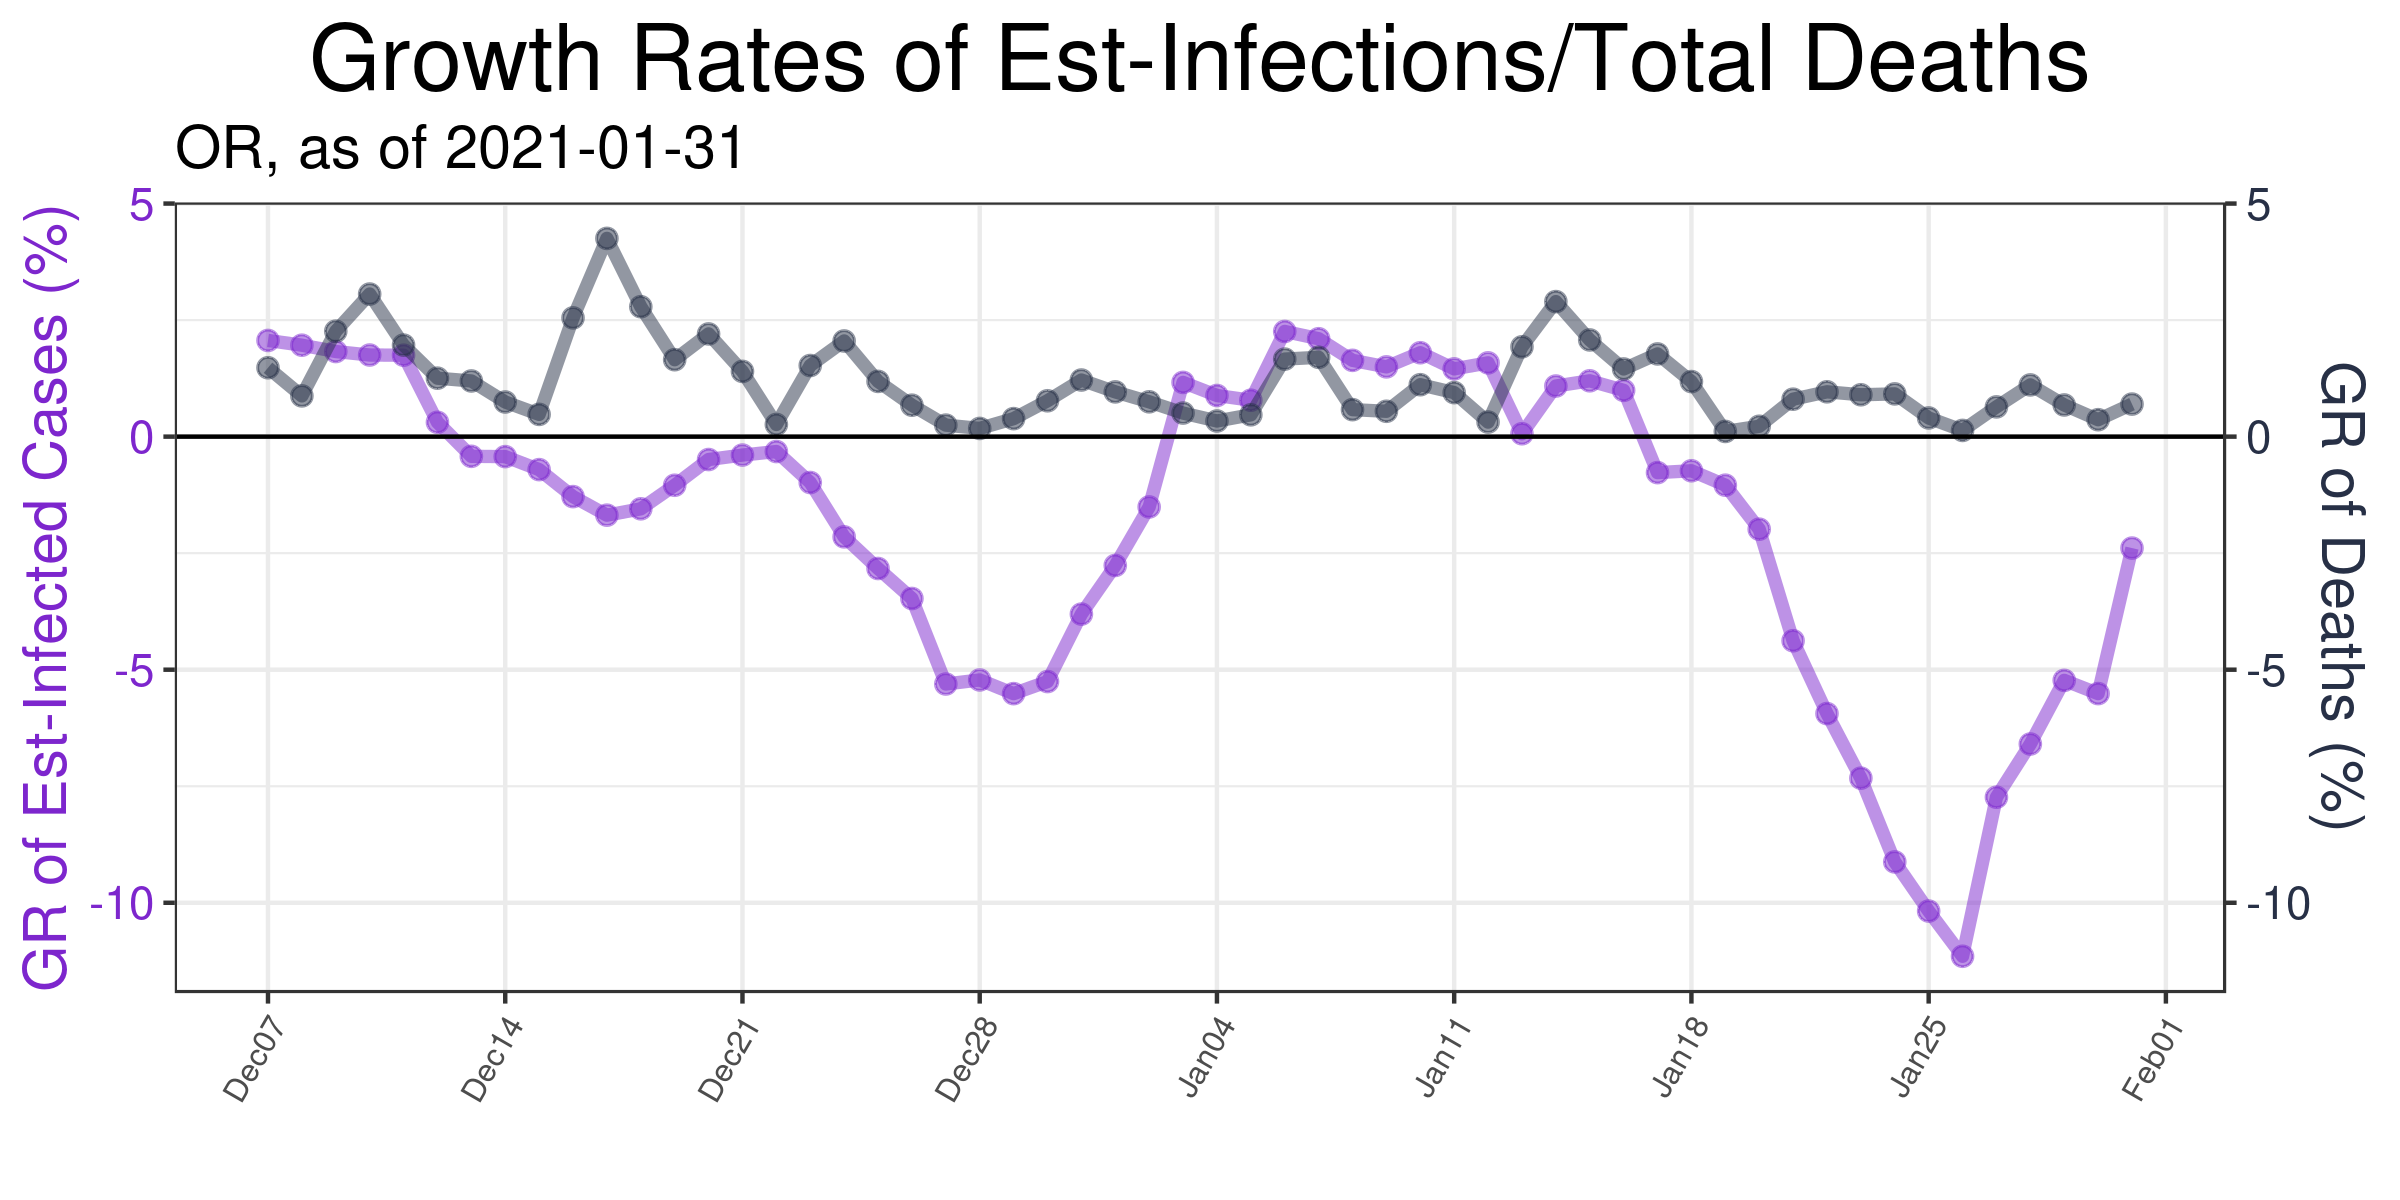 Growth Rates of Est-Infections/Total Deaths
OR, as of 2021-01-31
GR of Est-Infected Cases (%)
5
0
-5
-10
5
0
-5
-10
GR of Deaths (%)
Dec07
Dec14
Dec21
Dec28
Jan04
Jan11
Jan18
Jan25
Feb01